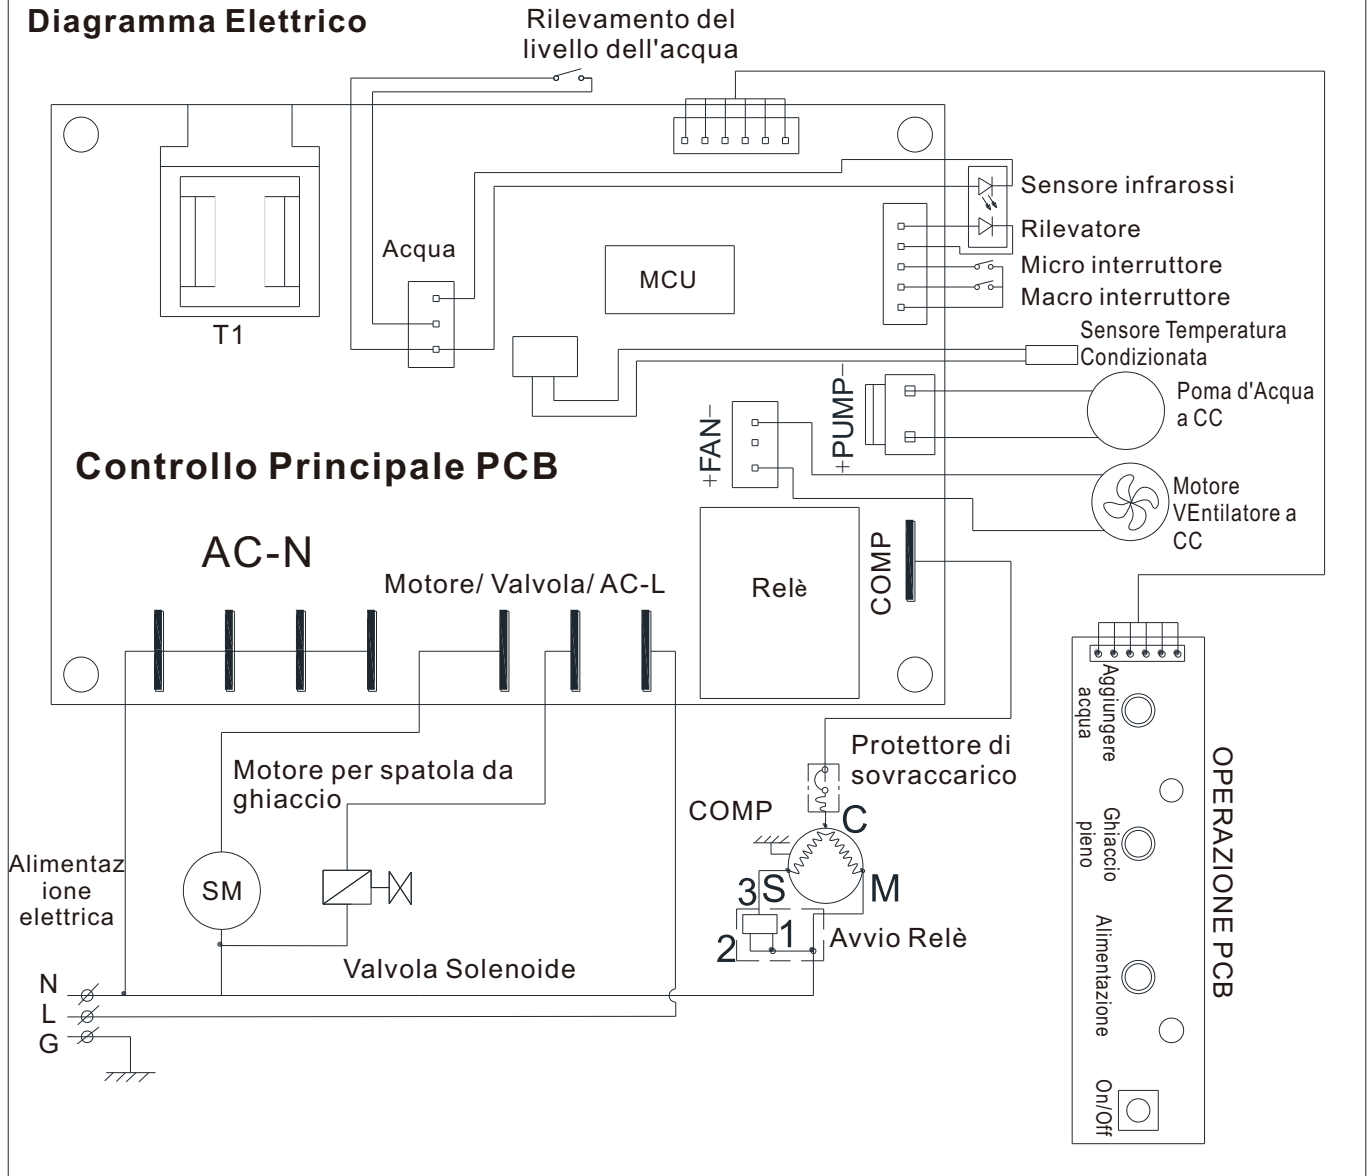 Diagramma Elettrico
Rilevamento del
livello dell'acqua
Sensore infrarossi
Rilevatore
Micro interruttore
Macro interruttore
Sensore Temperatura
Condizionata
Acqua
MCU
T1
+PUMP−
Poma d'Acqua
a CC
+FAN−
Motore
VEntilatore a
CC
Controllo Principale PCB
AC-N
Motore/ Valvola/ AC-L
Relè
COMP
Protettore di
sovraccarico
Motore per spatola da
ghiaccio
COMP
C
S
M
3
1
2
Avvio Relè
SM
Alimentaz
ione
elettrica
Valvola Solenoide
N
L
G
Aggiungere
acqua
Ghiaccio
pieno
Alimentazione
On/Off
OPERAZIONE PCB